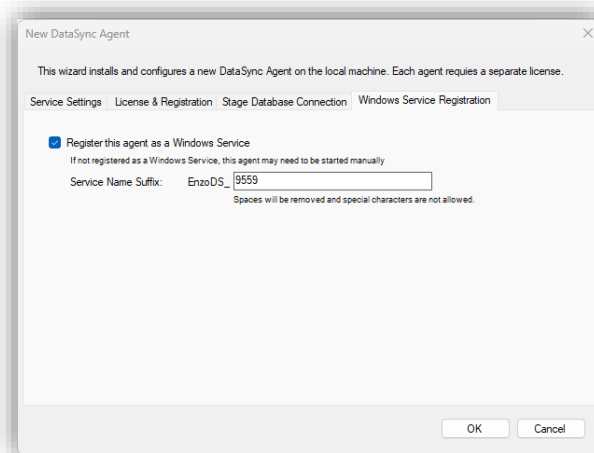 New DataSync Agent
This wizard installs and configures a new DataSync Agent on the local machine. Each agent requies a separate license.
Service Settings License & Registration Stage Database Connection Windows Service Registration
Register this agent as a Windows Service
If not registered as a Windows Service, this agent may need to be started manually
Service Name Suffix: EnzoDS_ 9559
Spaces will be removed and special characters are not allowed.
OK Cancel